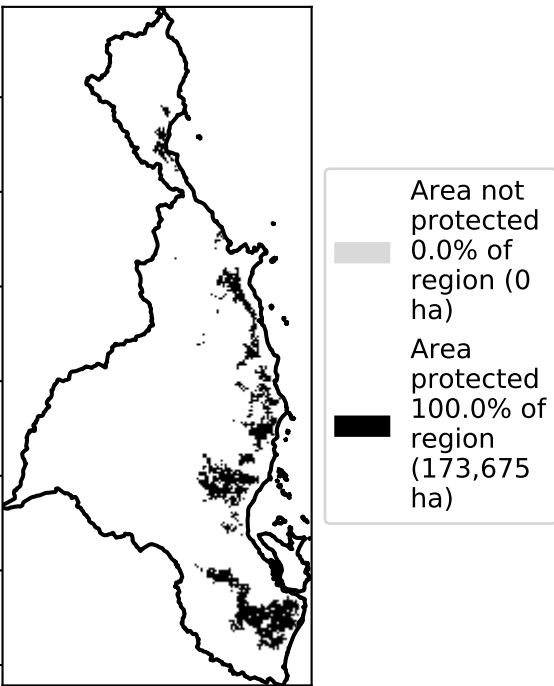 Area not
protected
0.0% of
region (0
ha)
Area
protected
100.0% of
region
(173,675
ha)